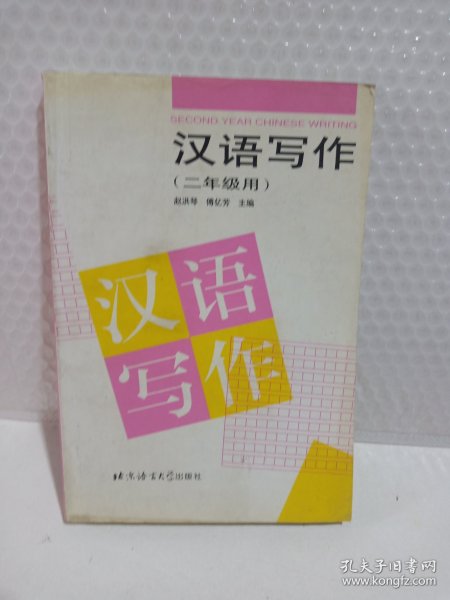 SECOND YEAR CHINESE WRITING
汉语写作
(二年级用)
赵洪琴 傅亿芳 主编
汉语
写作
北京语言大学出版社
孔夫子旧书网
www.kongfz.com